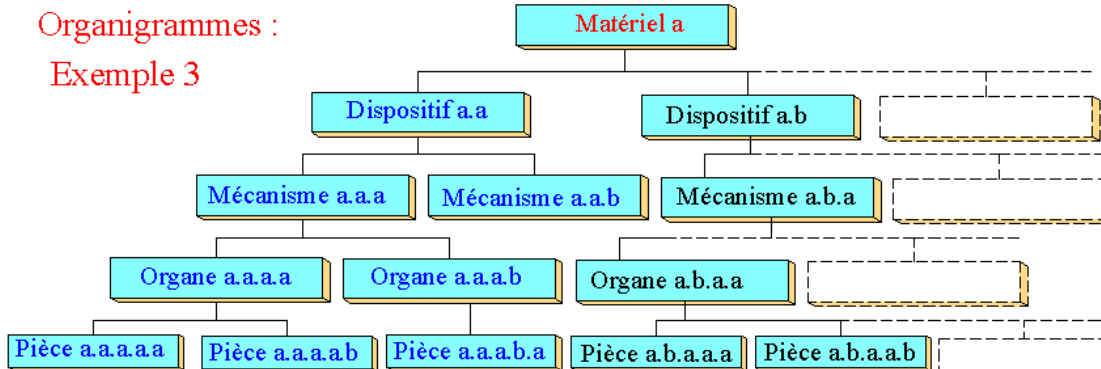 Organigrammes :
Exemple 3
Matériel a
Dispositif a.a
Dispositif a.b
Mécanisme a.a.a
Mécanisme a.a.b
Mécanisme a.b.a
Organe a.a.a.a
Organe a.a.a.b
Organe a.b.a.a
Pièce a.a.a.a.a
Pièce a.a.a.a.b
Pièce a.a.a.b.a
Pièce a.b.a.a.a
Pièce a.b.a.a.b